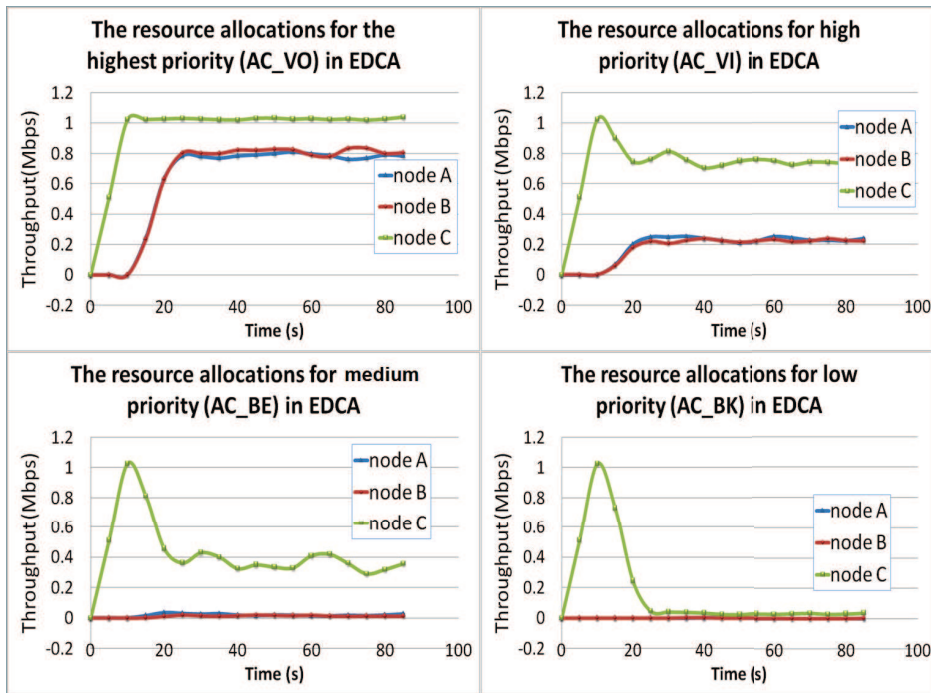 The resource allocations for the
highest priority (AC_VO) in EDCA
Throughput(Mbps)
1.2
1
0.8
0.6
0.4
0.2
0
-0.2
0 20 40 60 80 100
Time (s)
node A
node B
node C
The resource allocations for high
priority (AC_VI) in EDCA
Throughput(Mbps)
1.2
1
0.8
0.6
0.4
0.2
0
-0.2
0 20 40 60 80 100
Time (s)
node A
node B
node C
The resource allocations for medium
priority (AC_BE) in EDCA
Throughput(Mbps)
1.2
1
0.8
0.6
0.4
0.2
0
-0.2
0 20 40 60 80 100
Time (s)
node A
node B
node C
The resource allocations for low
priority (AC_BK) in EDCA
Throughput(Mbps)
1.2
1
0.8
0.6
0.4
0.2
0
-0.2
0 20 40 60 80 100
Time (s)
node A
node B
node C